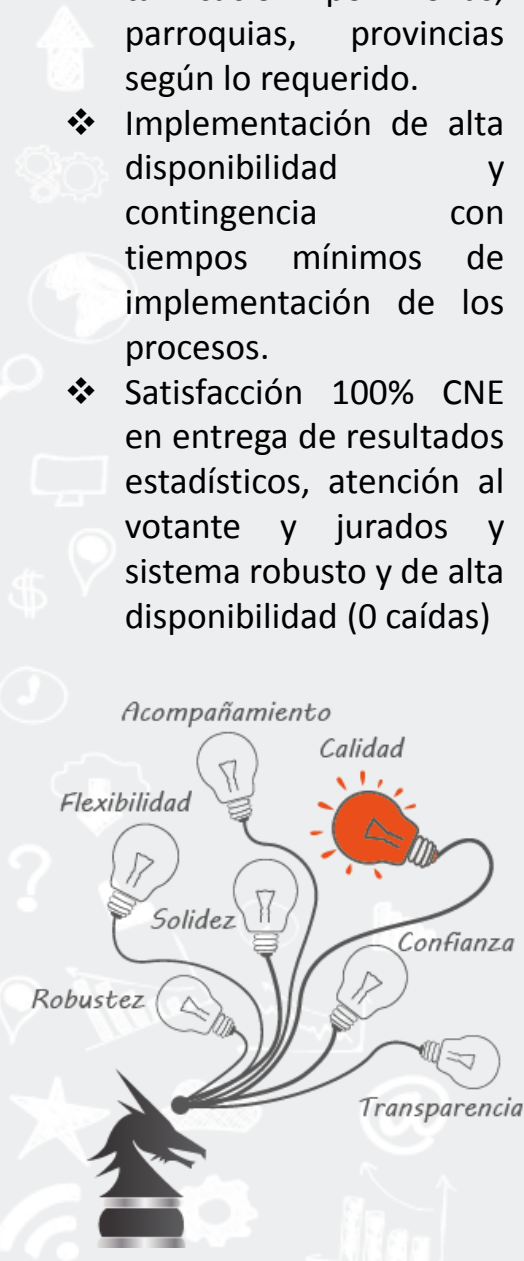 parroquias, provincias
según lo requerido.
❖ Implementación de alta
disponibilidad y
contingencia con
tiempos mínimos de
implementación de los
procesos.
❖ Satisfacción 100% CNE
en entrega de resultados
estadísticos, atención al
votante y jurados y
sistema robusto y de alta
disponibilidad (0 caídas)
Acompañamiento
Calidad
Flexibilidad
Solidez
Confianza
Robustez
Transparencia